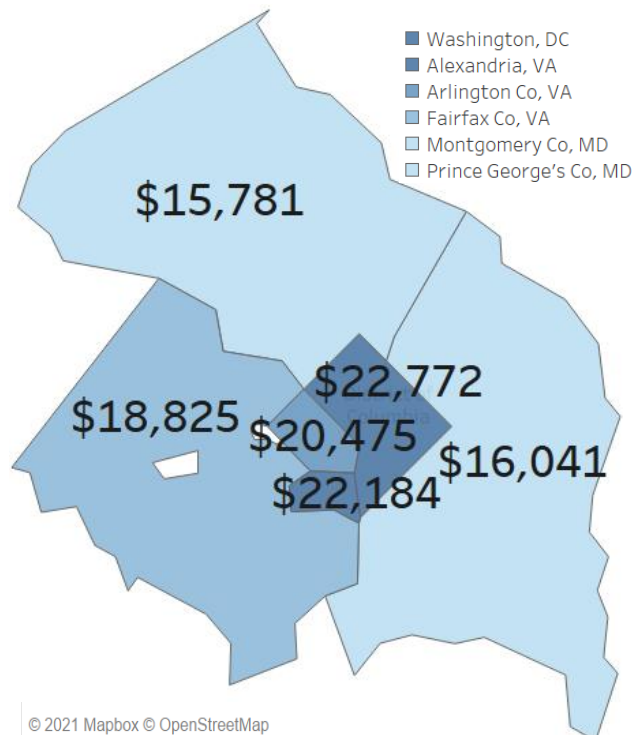 Washington, DC
Alexandria, VA
Arlington Co, VA
Fairfax Co, VA
Montgomery Co, MD
Prince George's Co, MD
$15,781
$22,772
Columbia
$18,825
$20,475
$16,041
$22,184
© 2021 Mapbox © OpenStreetMap